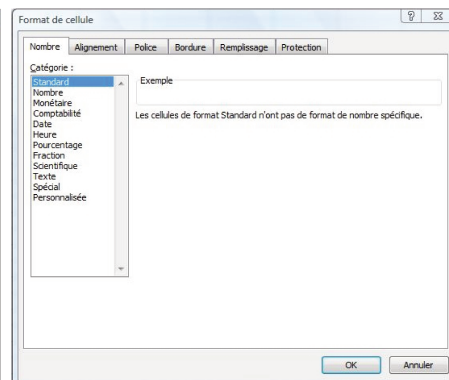 Format de cellule
Nombre Alignement Police Bordure Remplissage Protection
Catégorie :
Standard
Nombre
Monétaire
Comptabilité
Date
Heure
Pourcentage
Fraction
Scientifique
Texte
Spécial
Personnalisée
Exemple
Les cellules de format Standard n'ont pas de format de nombre spécifique.
OK Annuler